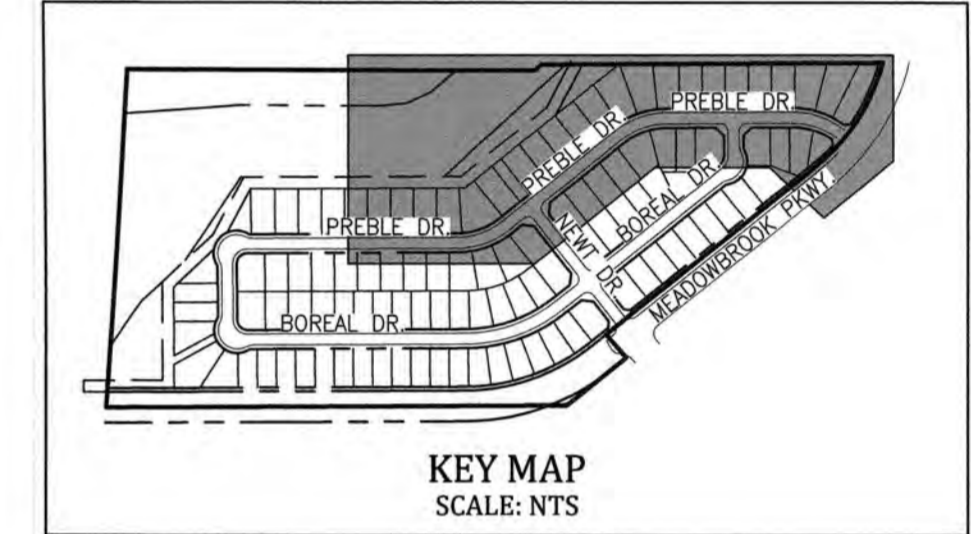 PREBLE DR.
PREBLE DR.
PREBLE DR.
BOREAL DR.
NEWT DR.
MEADOWBROOK PKWY.
BOREAL DR.
KEY MAP
SCALE: NTS